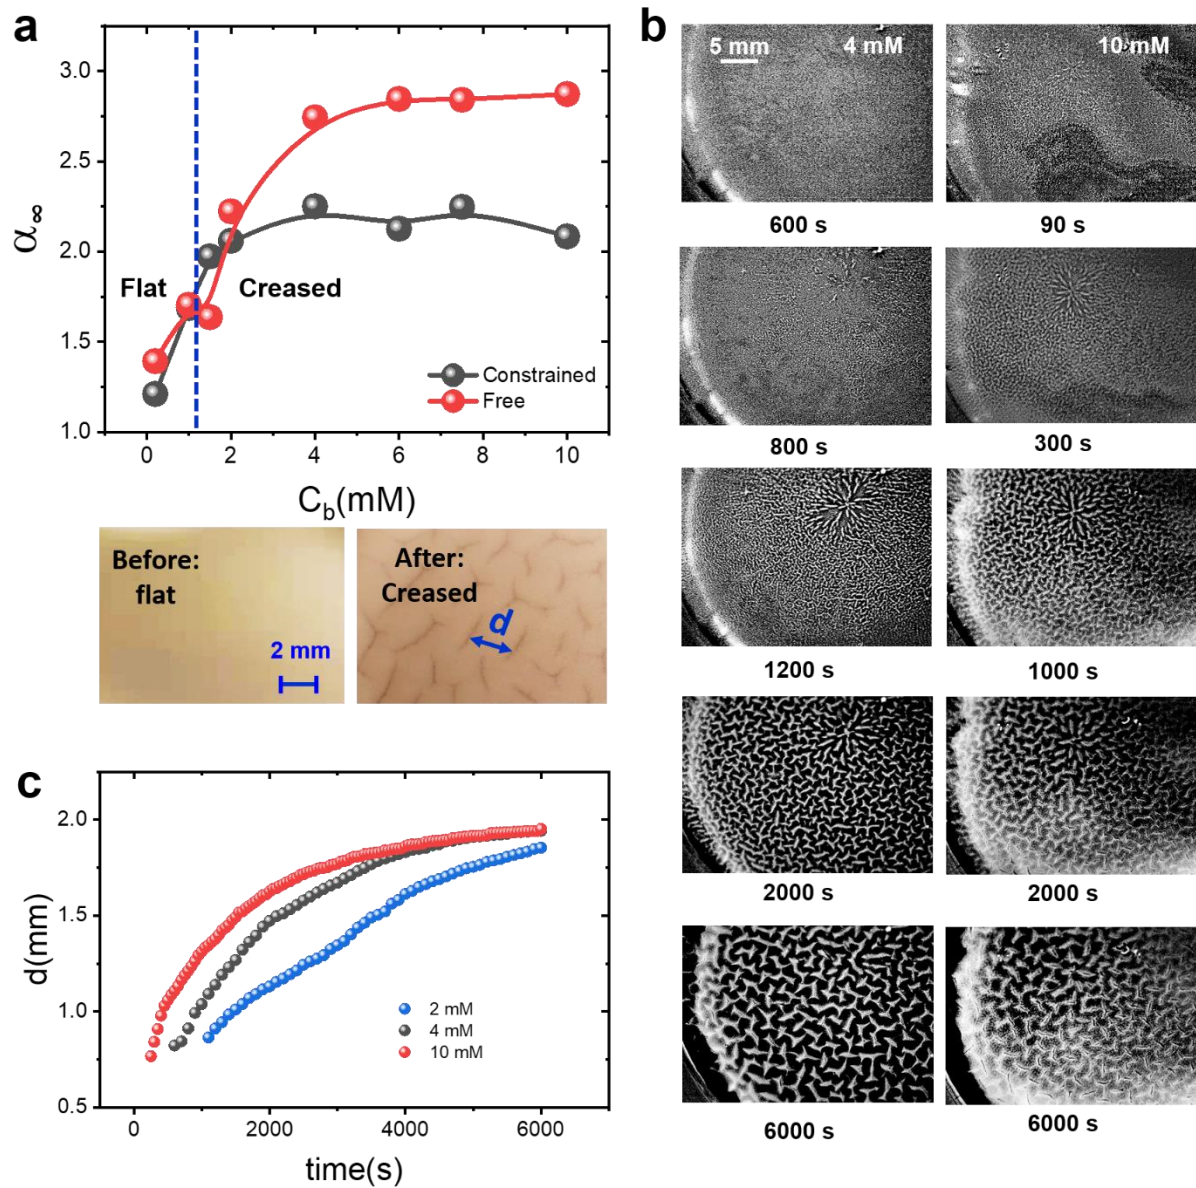 a
3.0
2.5
2.0
1.5
1.0
α∞
Flat
Creased
Constrained
Free
0
2
4
6
8
10
Cb(mM)
Before:
flat
2 mm
After:
Creased
d
b
5 mm
4 mM
10 mM
600 s
90 s
800 s
300 s
1200 s
1000 s
2000 s
2000 s
6000 s
6000 s
c
2.0
1.5
1.0
0.5
d(mm)
2 mM
4 mM
10 mM
0
2000
4000
6000
time(s)